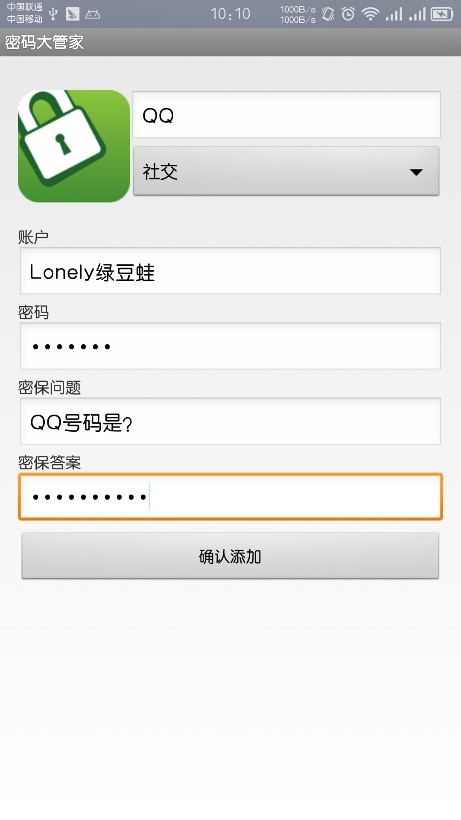 中国联通
中国移动
10:10
1000B/s
1000B/s
密码大管家
QQ
社交
账户
Lonely绿豆蛙
密码
•••••••
密保问题
QQ号码是?
密保答案
••••••••••
确认添加